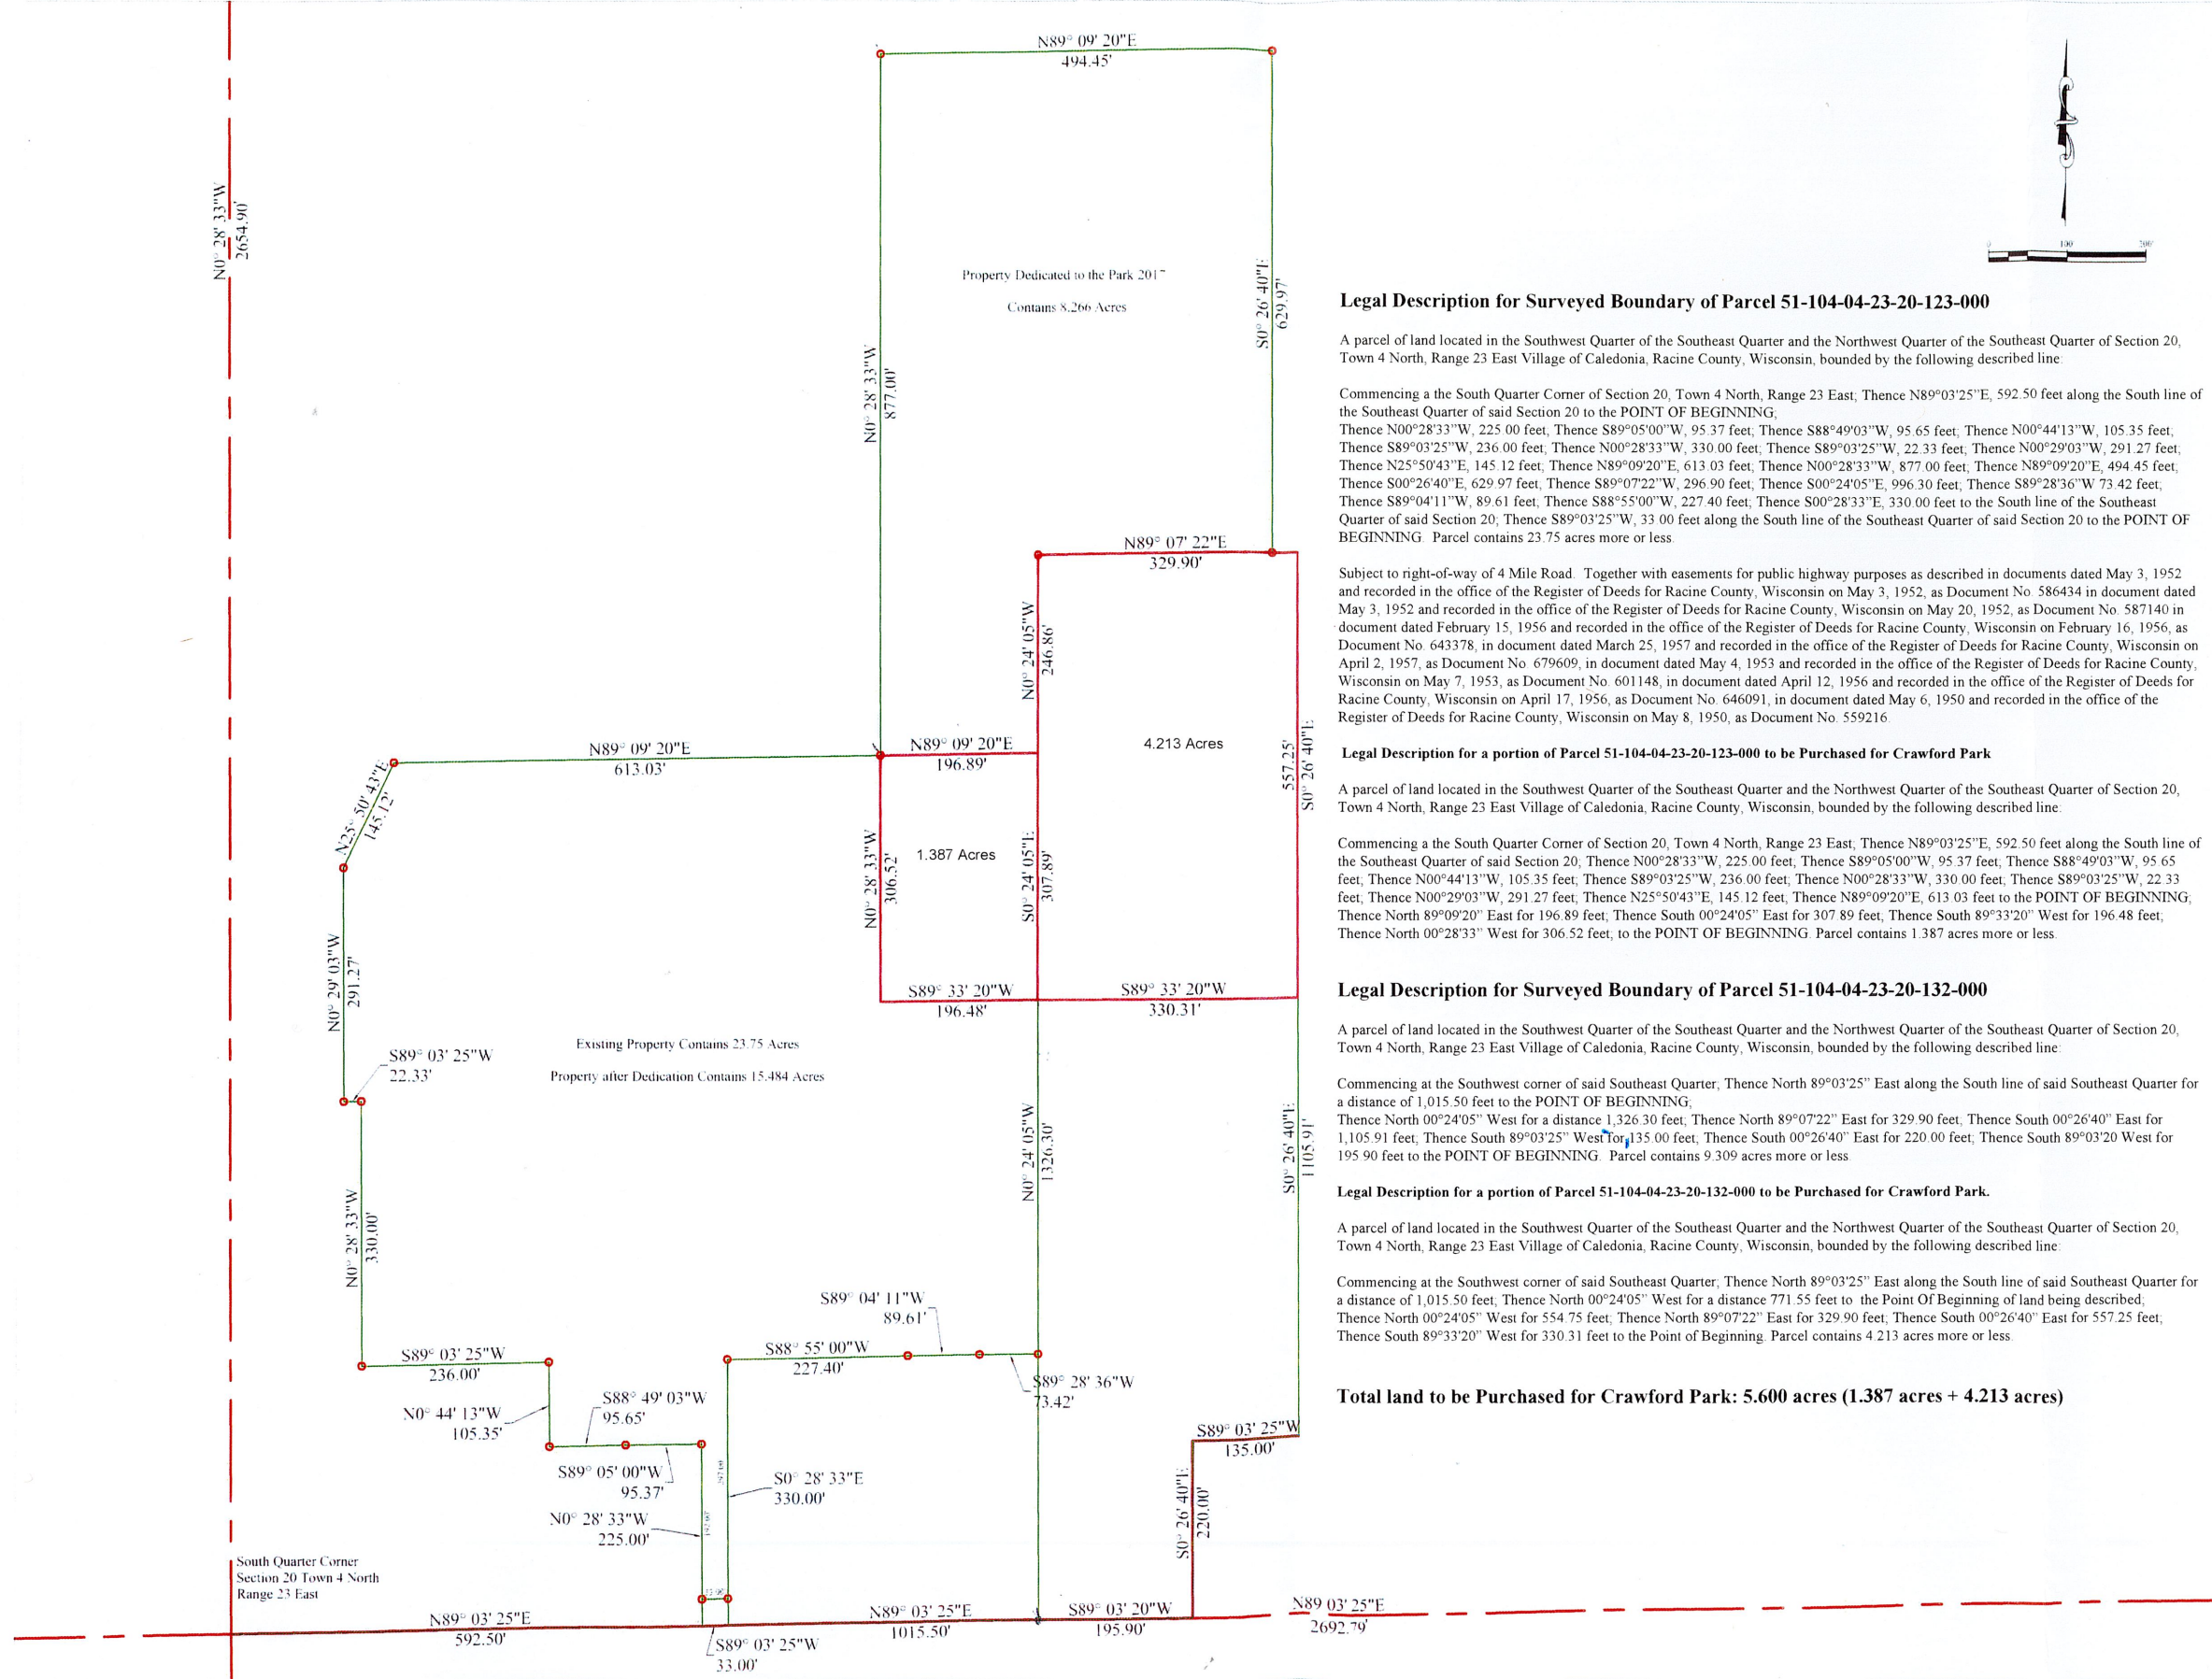 N89° 09' 20"E
494.45'
N0° 28' 33"W
2654.90'
Property Dedicated to the Park 2017
Contains 8.266 Acres
S0° 26' 40"E
629.97'
N0° 28' 33"W
877.00'
N89° 07' 22"E
329.90'
N0° 24' 05"W
246.86'
N89° 09' 20"E
613.03'
N89° 09' 20"E
196.89'
4.213 Acres
557.25'
S0° 26' 40"E
N25° 50' 43"E
145.12'
1.387 Acres
N0° 28' 33"W
306.52'
S0° 24' 05"E
307.89'
N0° 29' 03"W
291.27'
S89° 33' 20"W
196.48'
S89° 33' 20"W
330.31'
Existing Property Contains 23.75 Acres
Property after Dedication Contains 15.484 Acres
S89° 03' 25"W
22.33'
N0° 24' 05"W
1326.30'
S0° 26' 40"E
1105.91'
N0° 28' 33"W
330.00'
S89° 04' 11"W
89.61'
S89° 03' 25"W
236.00'
S88° 55' 00"W
227.40'
S89° 28' 36"W
73.42'
N0° 44' 13"W
105.35'
S88° 49' 03"W
95.65'
S89° 05' 00"W
95.37'
S89° 03' 25"W
135.00'
297.00
S0° 28' 33"E
330.00'
N0° 28' 33"W
225.00'
192.00'
S0° 26' 40"E
220.00'
South Quarter Corner
Section 20 Town 4 North
Range 23 East
33.00'
N89° 03' 25"E
592.50'
S89° 03' 25"W
33.00'
N89° 03' 25"E
1015.50'
S89° 03' 20"W
195.90'
N89 03' 25"E
2692.79'
0 100' 200'
Legal Description for Surveyed Boundary of Parcel 51-104-04-23-20-123-000
A parcel of land located in the Southwest Quarter of the Southeast Quarter and the Northwest Quarter of the Southeast Quarter of Section 20,
Town 4 North, Range 23 East Village of Caledonia, Racine County, Wisconsin, bounded by the following described line:
Commencing a the South Quarter Corner of Section 20, Town 4 North, Range 23 East; Thence N89°03'25"E, 592.50 feet along the South line of
the Southeast Quarter of said Section 20 to the POINT OF BEGINNING;
Thence N00°28'33"W, 225.00 feet; Thence S89°05'00"W, 95.37 feet; Thence S88°49'03"W, 95.65 feet; Thence N00°44'13"W, 105.35 feet;
Thence S89°03'25"W, 236.00 feet; Thence N00°28'33"W, 330.00 feet; Thence S89°03'25"W, 22.33 feet; Thence N00°29'03"W, 291.27 feet;
Thence N25°50'43"E, 145.12 feet; Thence N89°09'20"E, 613.03 feet; Thence N00°28'33"W, 877.00 feet; Thence N89°09'20"E, 494.45 feet;
Thence S00°26'40"E, 629.97 feet; Thence S89°07'22"W, 296.90 feet; Thence S00°24'05"E, 996.30 feet; Thence S89°28'36"W 73.42 feet;
Thence S89°04'11"W, 89.61 feet; Thence S88°55'00"W, 227.40 feet; Thence S00°28'33"E, 330.00 feet to the South line of the Southeast
Quarter of said Section 20; Thence S89°03'25"W, 33.00 feet along the South line of the Southeast Quarter of said Section 20 to the POINT OF
BEGINNING. Parcel contains 23.75 acres more or less.
Subject to right-of-way of 4 Mile Road. Together with easements for public highway purposes as described in documents dated May 3, 1952
and recorded in the office of the Register of Deeds for Racine County, Wisconsin on May 3, 1952, as Document No. 586434 in document dated
May 3, 1952 and recorded in the office of the Register of Deeds for Racine County, Wisconsin on May 20, 1952, as Document No. 587140 in
document dated February 15, 1956 and recorded in the office of the Register of Deeds for Racine County, Wisconsin on February 16, 1956, as
Document No. 643378, in document dated March 25, 1957 and recorded in the office of the Register of Deeds for Racine County, Wisconsin on
April 2, 1957, as Document No. 679609, in document dated May 4, 1953 and recorded in the office of the Register of Deeds for Racine County,
Wisconsin on May 7, 1953, as Document No. 601148, in document dated April 12, 1956 and recorded in the office of the Register of Deeds for
Racine County, Wisconsin on April 17, 1956, as Document No. 646091, in document dated May 6, 1950 and recorded in the office of the
Register of Deeds for Racine County, Wisconsin on May 8, 1950, as Document No. 559216.
Legal Description for a portion of Parcel 51-104-04-23-20-123-000 to be Purchased for Crawford Park
A parcel of land located in the Southwest Quarter of the Southeast Quarter and the Northwest Quarter of the Southeast Quarter of Section 20,
Town 4 North, Range 23 East Village of Caledonia, Racine County, Wisconsin, bounded by the following described line:
Commencing a the South Quarter Corner of Section 20, Town 4 North, Range 23 East; Thence N89°03'25"E, 592.50 feet along the South line of
the Southeast Quarter of said Section 20; Thence N00°28'33"W, 225.00 feet; Thence S89°05'00"W, 95.37 feet; Thence S88°49'03"W, 95.65
feet; Thence N00°44'13"W, 105.35 feet; Thence S89°03'25"W, 236.00 feet; Thence N00°28'33"W, 330.00 feet; Thence S89°03'25"W, 22.33
feet; Thence N00°29'03"W, 291.27 feet; Thence N25°50'43"E, 145.12 feet; Thence N89°09'20"E, 613.03 feet to the POINT OF BEGINNING;
Thence North 89°09'20" East for 196.89 feet; Thence South 00°24'05" East for 307.89 feet; Thence South 89°33'20" West for 196.48 feet;
Thence North 00°28'33" West for 306.52 feet; to the POINT OF BEGINNING. Parcel contains 1.387 acres more or less.
Legal Description for Surveyed Boundary of Parcel 51-104-04-23-20-132-000
A parcel of land located in the Southwest Quarter of the Southeast Quarter and the Northwest Quarter of the Southeast Quarter of Section 20,
Town 4 North, Range 23 East Village of Caledonia, Racine County, Wisconsin, bounded by the following described line:
Commencing at the Southwest corner of said Southeast Quarter; Thence North 89°03'25" East along the South line of said Southeast Quarter for
a distance of 1,015.50 feet to the POINT OF BEGINNING;
Thence North 00°24'05" West for a distance 1,326.30 feet; Thence North 89°07'22" East for 329.90 feet; Thence South 00°26'40" East for
1,105.91 feet; Thence South 89°03'25" West for 135.00 feet; Thence South 00°26'40" East for 220.00 feet; Thence South 89°03'20 West for
195.90 feet to the POINT OF BEGINNING. Parcel contains 9.309 acres more or less.
Legal Description for a portion of Parcel 51-104-04-23-20-132-000 to be Purchased for Crawford Park.
A parcel of land located in the Southwest Quarter of the Southeast Quarter and the Northwest Quarter of the Southeast Quarter of Section 20,
Town 4 North, Range 23 East Village of Caledonia, Racine County, Wisconsin, bounded by the following described line:
Commencing at the Southwest corner of said Southeast Quarter; Thence North 89°03'25" East along the South line of said Southeast Quarter for
a distance of 1,015.50 feet; Thence North 00°24'05" West for a distance 771.55 feet to the Point Of Beginning of land being described;
Thence North 00°24'05" West for 554.75 feet; Thence North 89°07'22" East for 329.90 feet; Thence South 00°26'40" East for 557.25 feet;
Thence South 89°33'20" West for 330.31 feet to the Point of Beginning. Parcel contains 4.213 acres more or less.
Total land to be Purchased for Crawford Park: 5.600 acres (1.387 acres + 4.213 acres)